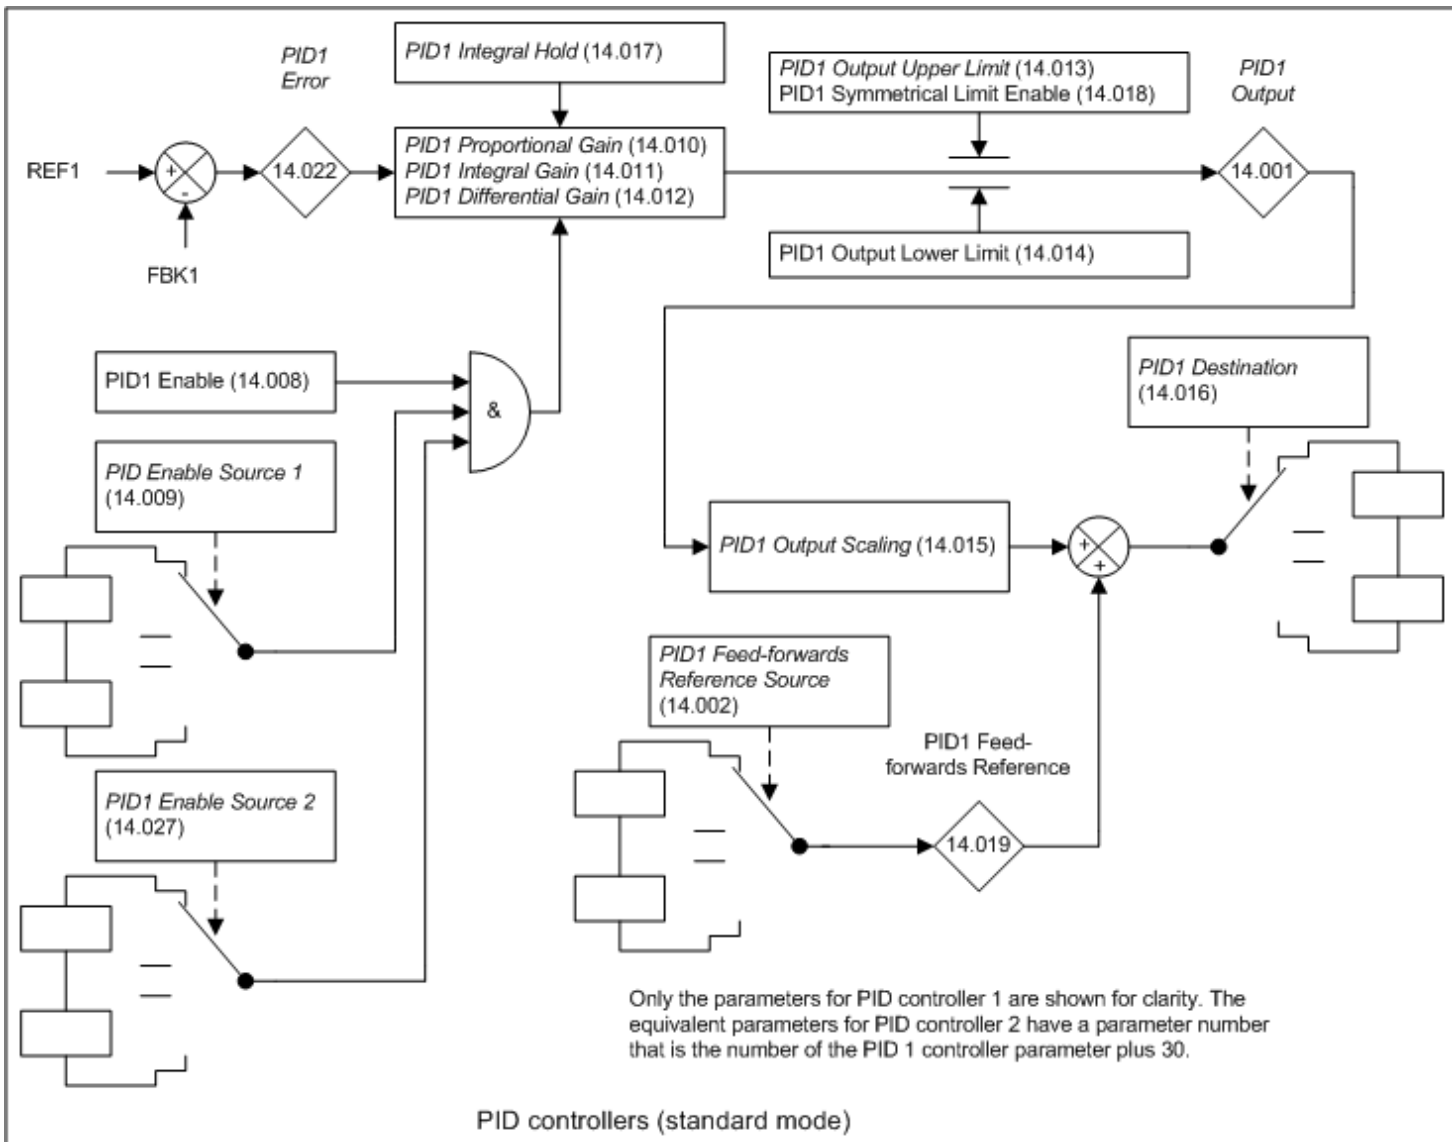 PID1
Error
PID1 Integral Hold (14.017)
PID1 Output Upper Limit (14.013)
PID1 Symmetrical Limit Enable (14.018)
PID1
Output
REF1
+
-
14.022
PID1 Proportional Gain (14.010)
PID1 Integral Gain (14.011)
PID1 Differential Gain (14.012)
14.001
FBK1
PID1 Output Lower Limit (14.014)
PID1 Enable (14.008)
&
PID1 Destination
(14.016)
PID Enable Source 1
(14.009)
PID1 Output Scaling (14.015)
+
+
PID1 Feed-forwards
Reference Source
(14.002)
PID1 Feed-
forwards Reference
14.019
PID1 Enable Source 2
(14.027)
Only the parameters for PID controller 1 are shown for clarity. The
equivalent parameters for PID controller 2 have a parameter number
that is the number of the PID 1 controller parameter plus 30.
PID controllers (standard mode)